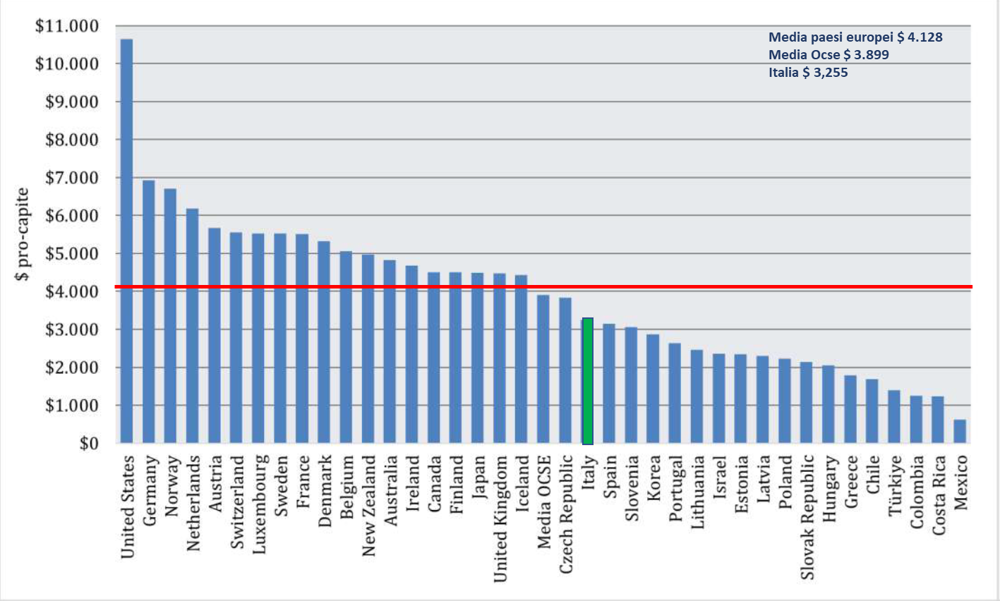 $11.000
$10.000
$9.000
$8.000
$7.000
$6.000
$5.000
$4.000
$3.000
$2.000
$1.000
$0
$ pro-capite
Media paesi europei $ 4.128
Media Ocse $ 3.899
Italia $ 3,255
United States
Germany
Norway
Netherlands
Austria
Switzerland
Luxembourg
Sweden
France
Denmark
Belgium
New Zealand
Australia
Ireland
Canada
Finland
Japan
United Kingdom
Iceland
Media OCSE
Czech Republic
Italy
Spain
Slovenia
Korea
Portugal
Lithuania
Israel
Estonia
Latvia
Poland
Slovak Republic
Hungary
Greece
Chile
Türkiye
Colombia
Costa Rica
Mexico